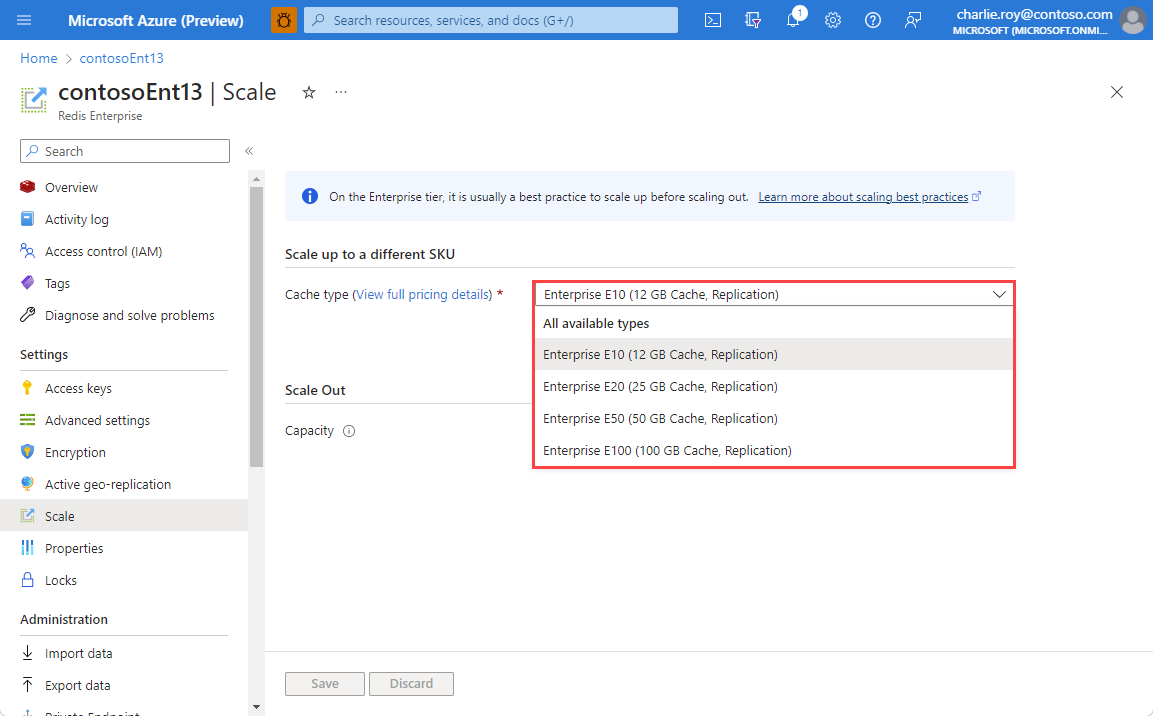 Microsoft Azure (Preview)
Search resources, services, and docs (G+/)
1
charlie.roy@contoso.com
MICROSOFT (MICROSOFT.ONMI...
Home > contosoEnt13
contosoEnt13 | Scale
Redis Enterprise
Search
Overview
Activity log
Access control (IAM)
Tags
Diagnose and solve problems
Settings
Access keys
Advanced settings
Encryption
Active geo-replication
Scale
Properties
Locks
Administration
Import data
Export data
Private Endpoint
On the Enterprise tier, it is usually a best practice to scale up before scaling out. Learn more about scaling best practices
Scale up to a different SKU
Cache type (View full pricing details) *
Enterprise E10 (12 GB Cache, Replication)
All available types
Enterprise E10 (12 GB Cache, Replication)
Enterprise E20 (25 GB Cache, Replication)
Enterprise E50 (50 GB Cache, Replication)
Enterprise E100 (100 GB Cache, Replication)
Scale Out
Capacity
Save
Discard